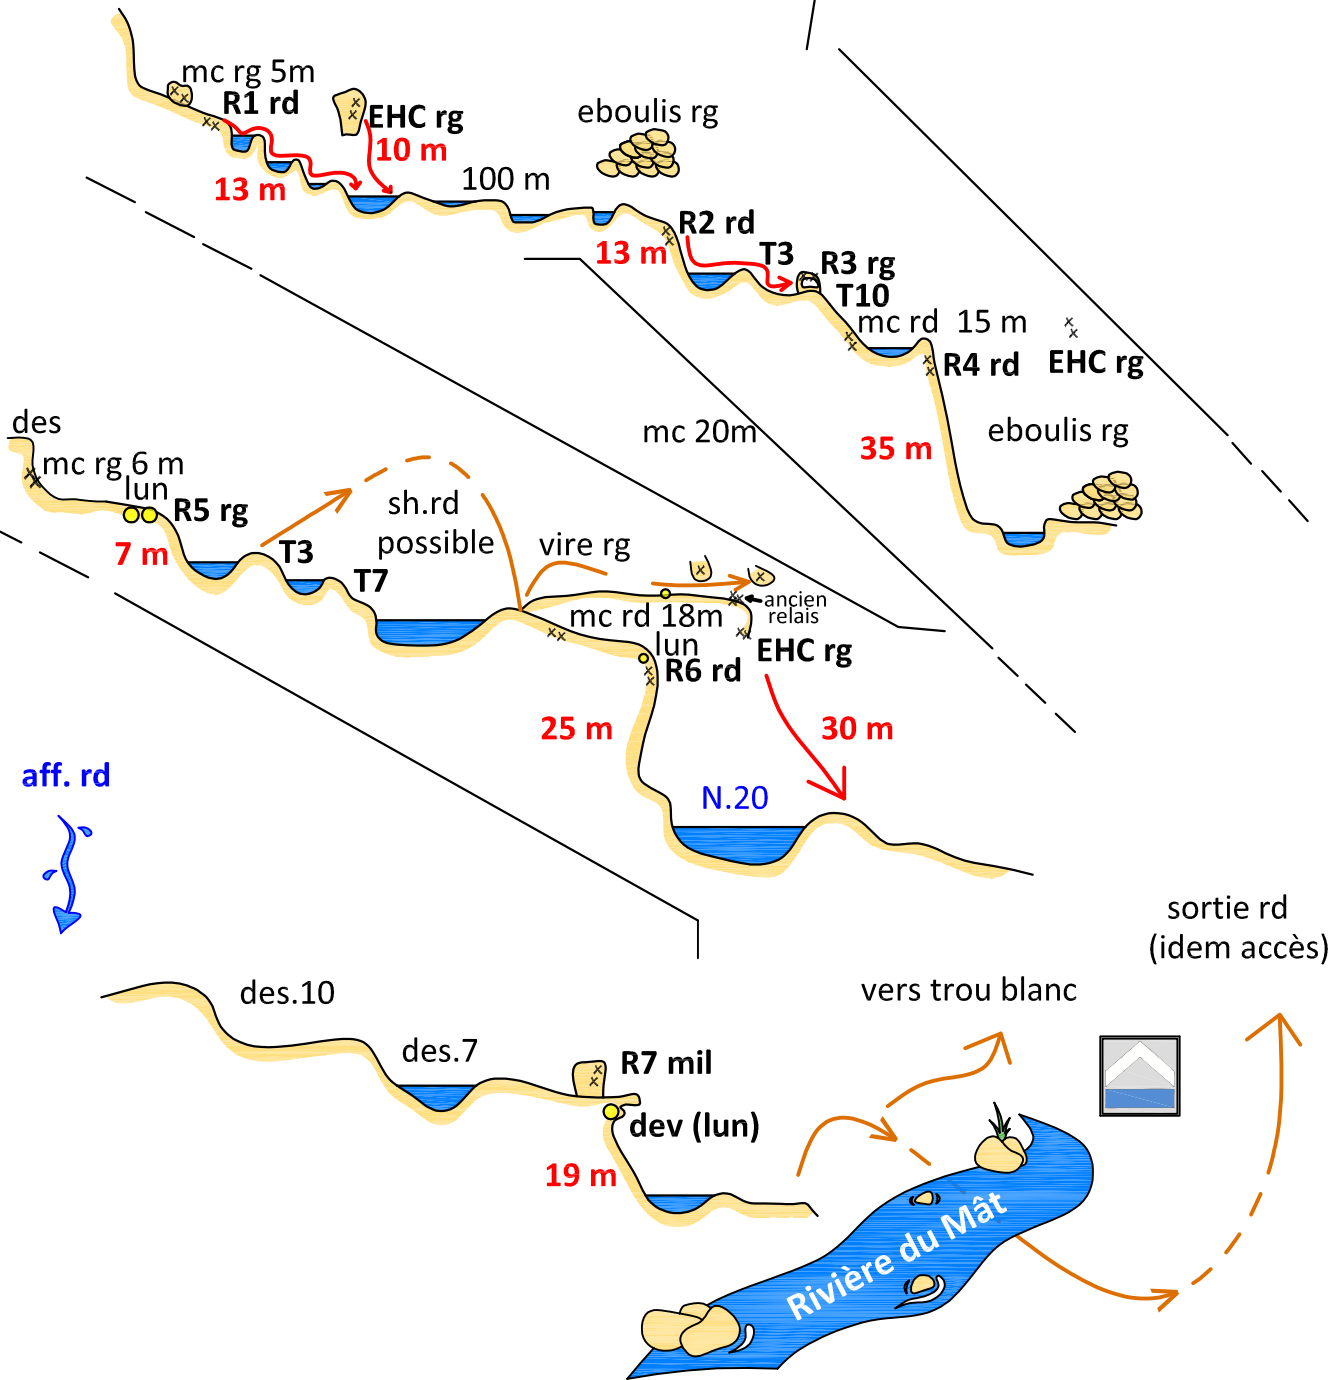 mc rg 5m
R1 rd
EHC rg
10 m
13 m
100 m
eboulis rg
R2 rd
13 m
T3
R3 rg
T10
mc rd 15 m
R4 rd
EHC rg
35 m
eboulis rg
mc 20m
des
mc rg 6 m
lun
R5 rg
7 m
T3
T7
sh.rd
possible
vire rg
ancien
relais
mc rd 18m
lun
R6 rd
EHC rg
25 m
30 m
N.20
aff. rd
des.10
des.7
R7 mil
dev (lun)
19 m
vers trou blanc
sortie rd
(idem accès)
Rivière du Mât